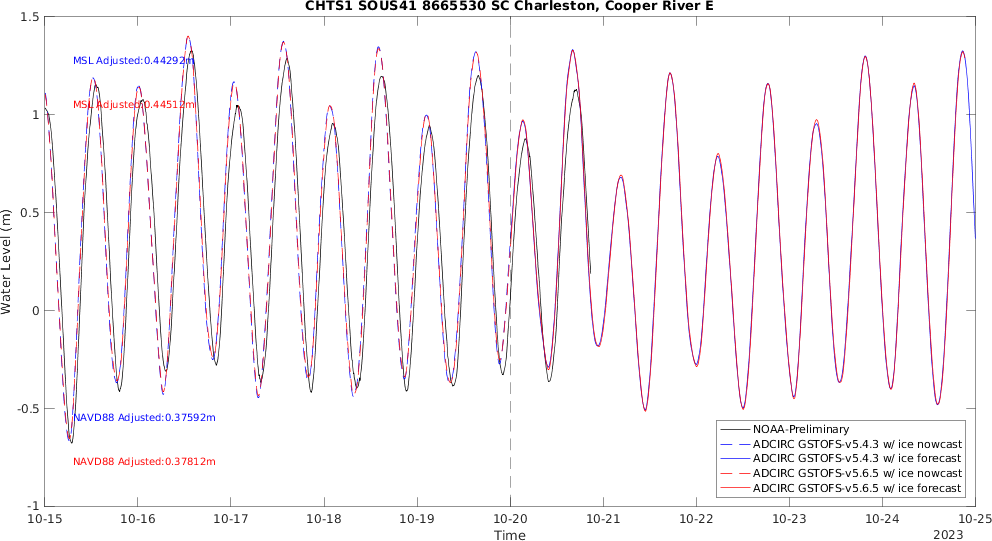 CHTS1 SOUS41 8665530 SC Charleston, Cooper River E
1.5
1
0.5
0
-0.5
-1
Water Level (m)
MSL Adjusted:0.44292m
MSL Adjusted:0.44512m
NAVD88 Adjusted:0.37592m
NAVD88 Adjusted:0.37812m
NOAA-Preliminary
ADCIRC GSTOFS-v5.4.3 w/ ice nowcast
ADCIRC GSTOFS-v5.4.3 w/ ice forecast
ADCIRC GSTOFS-v5.6.5 w/ ice nowcast
ADCIRC GSTOFS-v5.6.5 w/ ice forecast
10-15 10-16 10-17 10-18 10-19 10-20 10-21 10-22 10-23 10-24 10-25
Time
2023